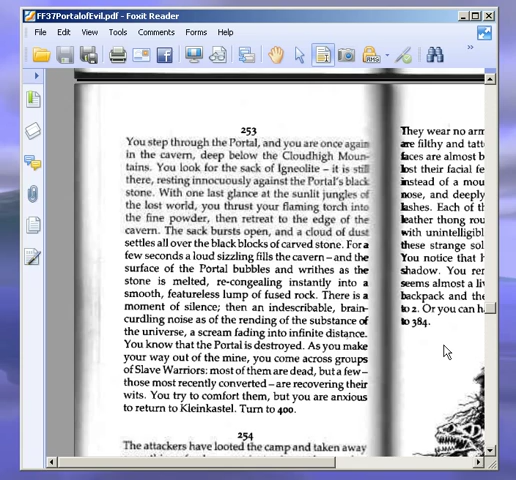 FF37PortalofEvil.pdf - Foxit Reader
File Edit View Tools Comments Forms Help
253
You step through the Portal, and you are once again
in the cavern, deep below the Cloudhigh Moun-
tains. You look for the sack of Igneolite – it is still
there, resting innocuously against the Portal's black
stone. With one last glance at the sunlit jungles of
the lost world, you thrust your flaming torch into
the fine powder, then retreat to the edge of the
cavern. The sack bursts open, and a cloud of dust
settles all over the black blocks of carved stone. For a
few seconds a loud sizzling fills the cavern – and the
surface of the Portal bubbles and writhes as the
stone is melted, re-congealing instantly into a
smooth, featureless lump of fused rock. There is a
moment of silence; then an indescribable, brain-
curdling noise as of the rending of the substance of
the universe, a scream fading into infinite distance.
You know that the Portal is destroyed. As you make
your way out of the mine, you come across groups
of Slave Warriors: most of them are dead, but a few –
those most recently converted – are recovering their
wits. You try to comfort them, but you are anxious
to return to Kleinkastel. Turn to 400.
254
The attackers have looted the camp and taken away
They wear no arm
are filthy and tatt
faces are almost b
lost their facial fe
instead of a mou
nose, and deeply
lashes. Each of th
leather thong rou
with unintelligibl
these strange sol
You notice that h
shadow. You rem
seems almost a liv
backpack and the
to 2. Or you can h
to 384.